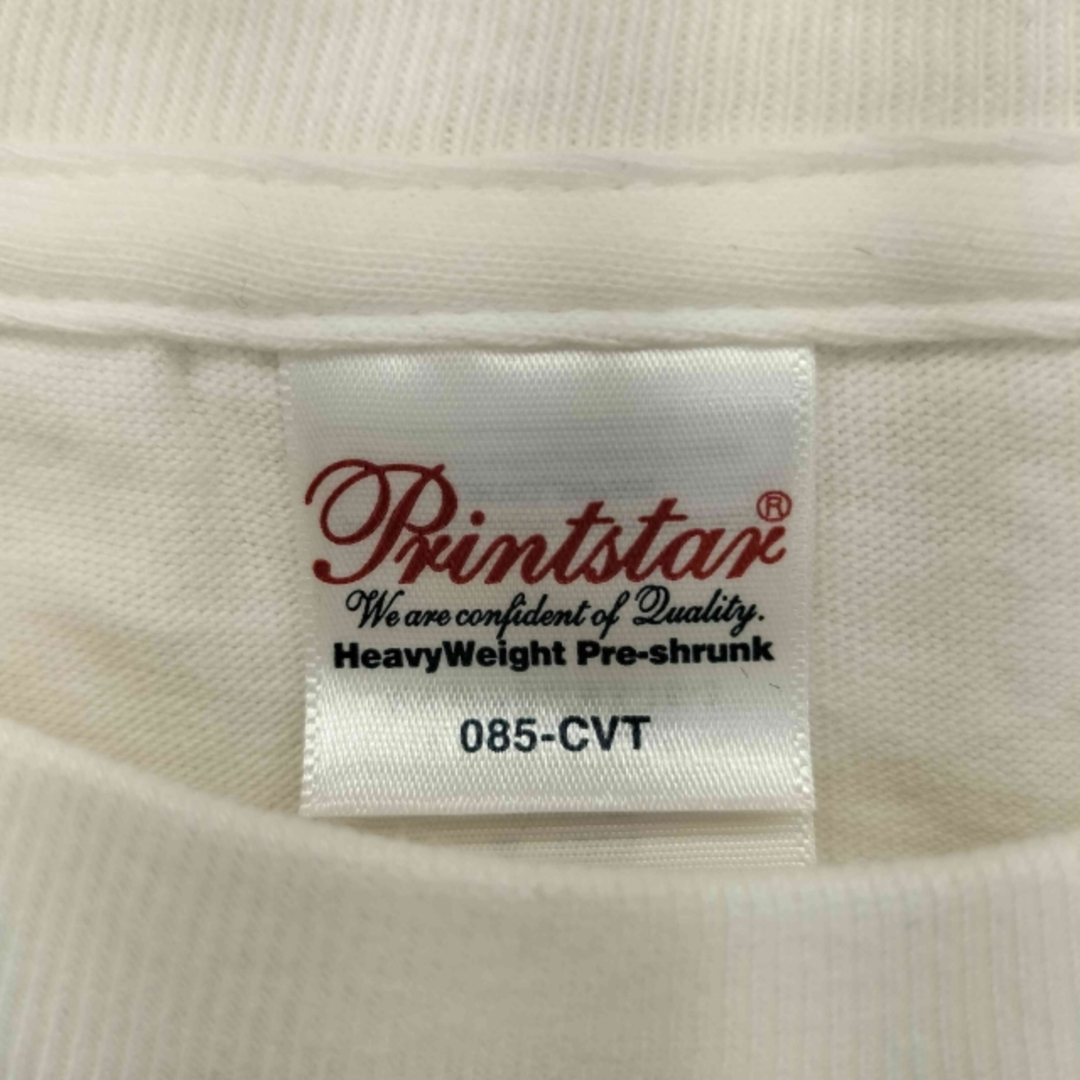 Printstar®
We are confident of Quality.
HeavyWeight Pre-shrunk
085-CVT